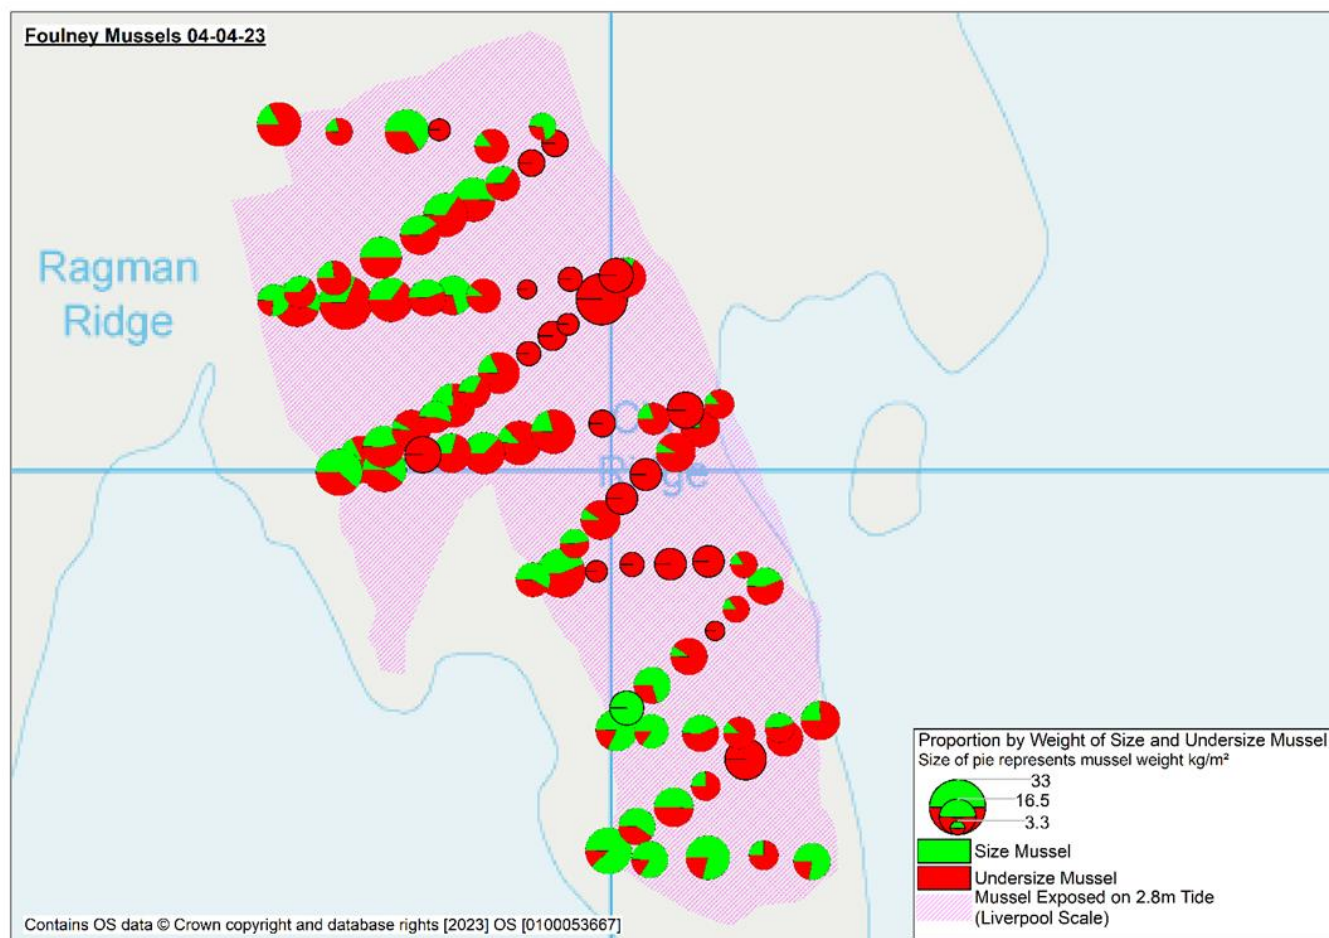 Foulney Mussels 04-04-23
Ragman
Ridge
Ridge
Proportion by Weight of Size and Undersize Mussel
Size of pie represents mussel weight kg/m²
33
16.5
3.3
Size Mussel
Undersize Mussel
Mussel Exposed on 2.8m Tide
(Liverpool Scale)
Contains OS data © Crown copyright and database rights [2023] OS [0100053667]